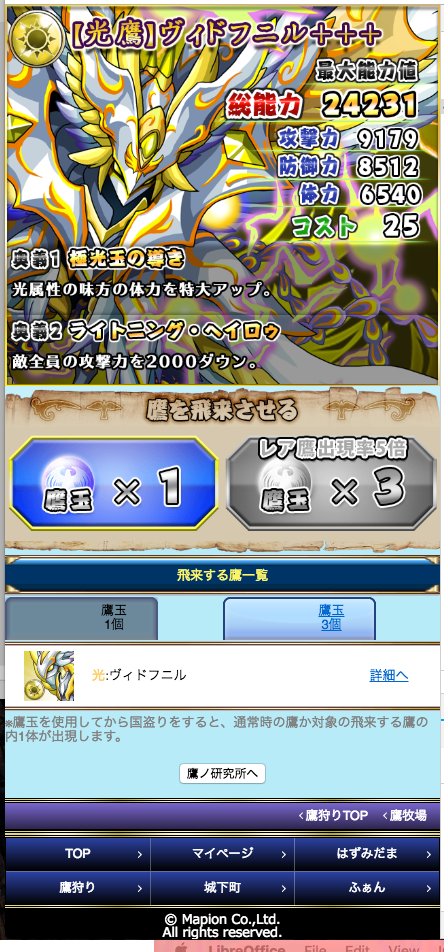 【光鷹】ヴィドフニル+++
最大能力値
総能力 24231
攻撃力 9179
防御力 8512
体力 6540
コスト 25
奥義1 極光玉の導き
光属性の味方の体力を特大アップ。
奥義2 ライトニング・ヘイロゥ
敵全員の攻撃力を2000ダウン。
鷹を飛来させる
レア鷹出現率5倍
鷹玉 × 1
鷹玉 × 3
飛来する鷹一覧
鷹玉
1個
鷹玉
3個
光:ヴィドフニル
詳細へ
※鷹玉を使用してから国盗りをすると、通常時の鷹か対象の飛来する鷹の
内1体が出現します。
鷹ノ研究所へ
<鷹狩りTOP <鷹牧場
TOP > マイページ > はずみだま >
鷹狩り > 城下町 > ふぁん >
© Mapion Co.,Ltd.
All rights reserved.
LibreOffice File Edit View